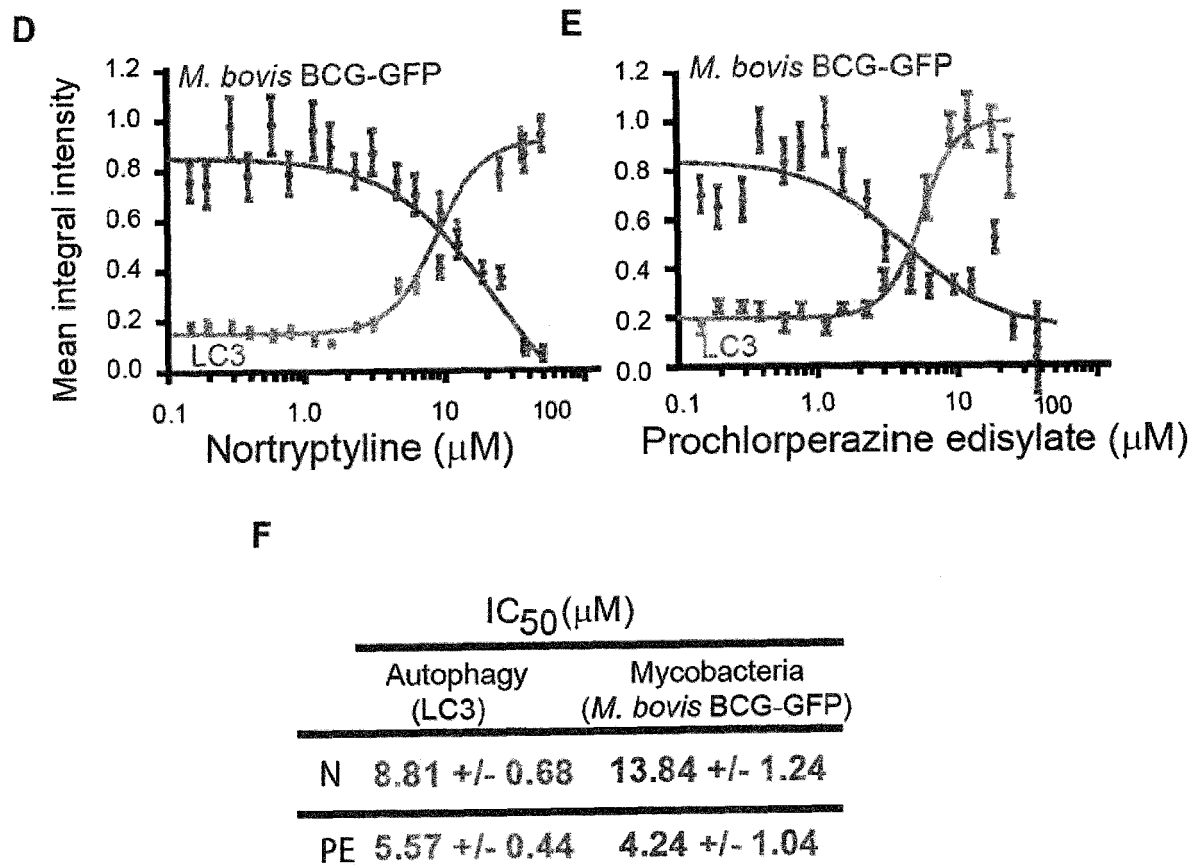 D
M. bovis BCG-GFP
Mean integral intensity
1.2
1.0
0.8
0.6
0.4
0.2
0.0
LC3
0.1 1.0 10 100
Nortryptyline (μM)
E
M. bovis BCG-GFP
1.2
1.0
0.8
0.6
0.4
0.2
0.0
LC3
0.1 1.0 10 100
Prochlorperazine edisylate (μM)
F
IC50 (μM)
Autophagy Mycobacteria
(LC3) (M. bovis BCG-GFP)
N 8.81 +/- 0.68 13.84 +/- 1.24
PE 5.57 +/- 0.44 4.24 +/- 1.04